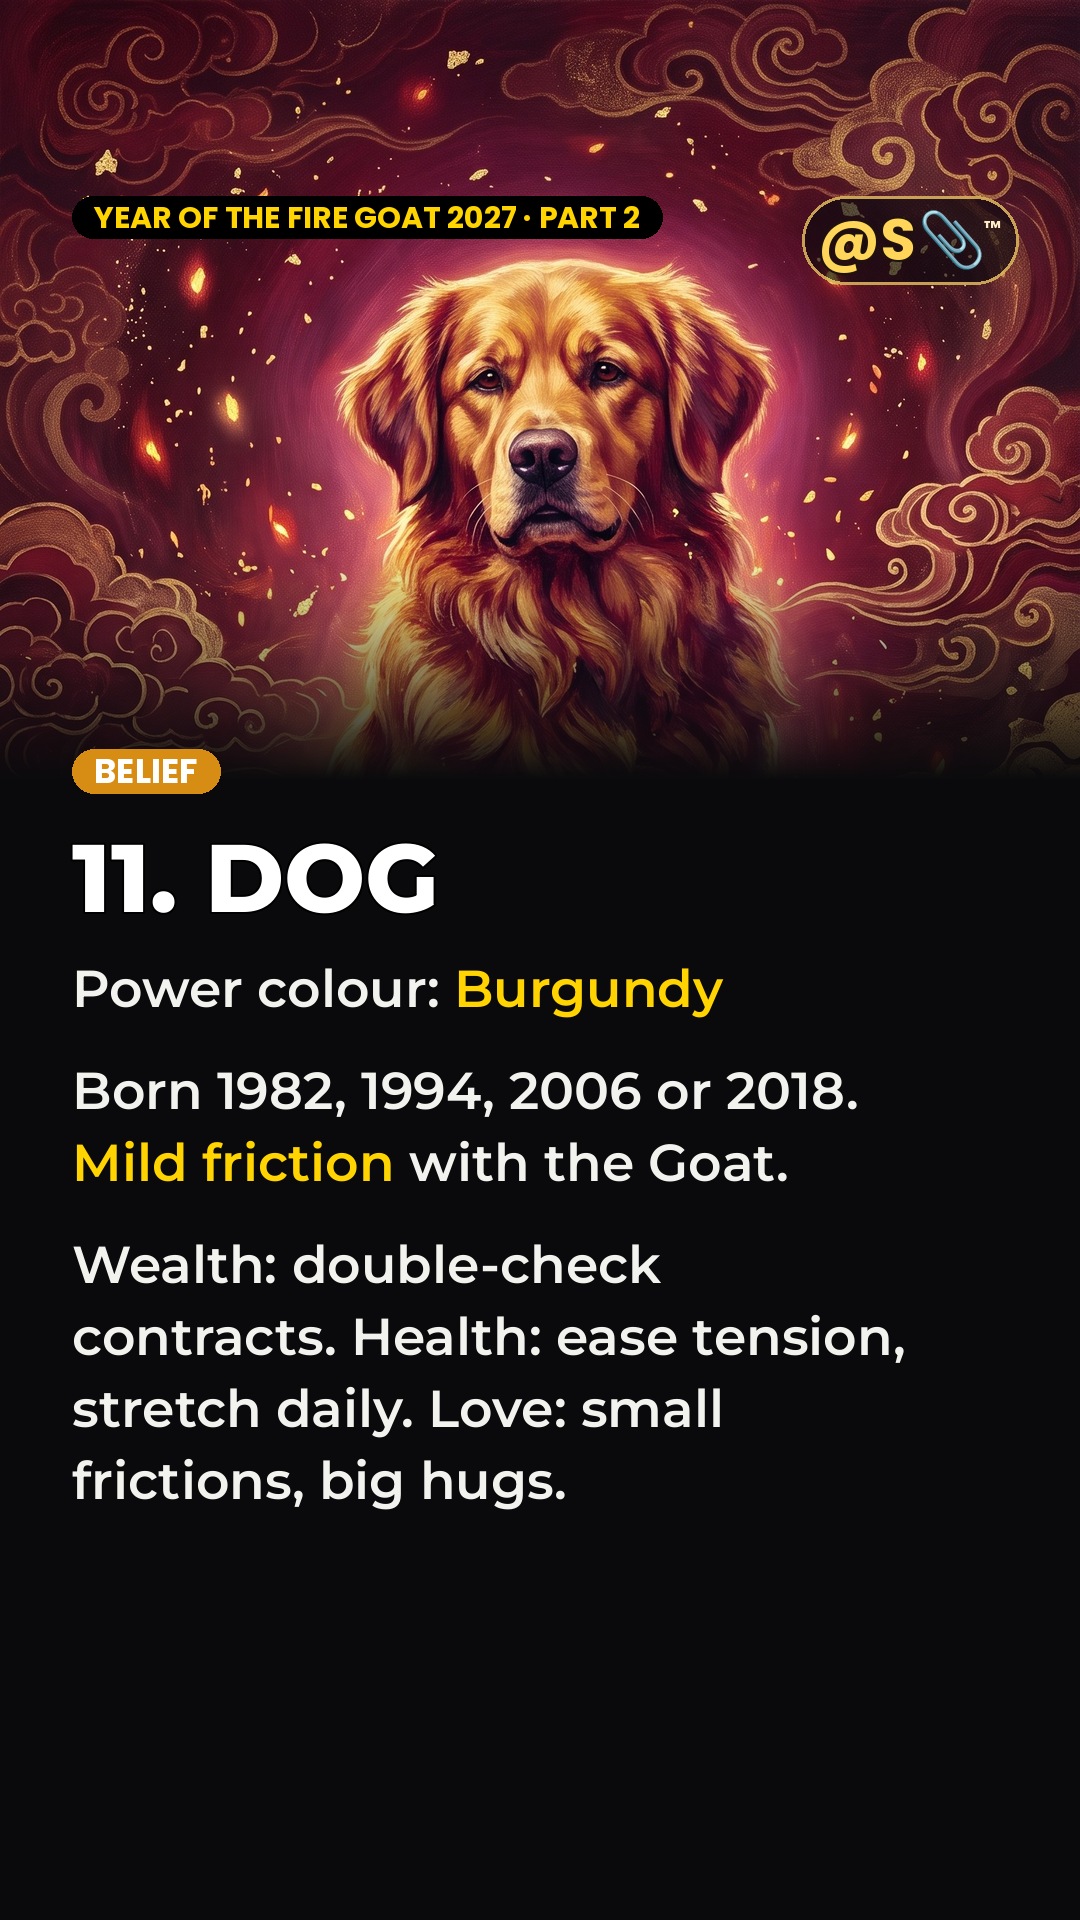 YEAR OF THE FIRE GOAT 2027 · PART 2
@S📎™
BELIEF
11. DOG
Power colour: Burgundy
Born 1982, 1994, 2006 or 2018.
Mild friction with the Goat.
Wealth: double-check
contracts. Health: ease tension,
stretch daily. Love: small
frictions, big hugs.